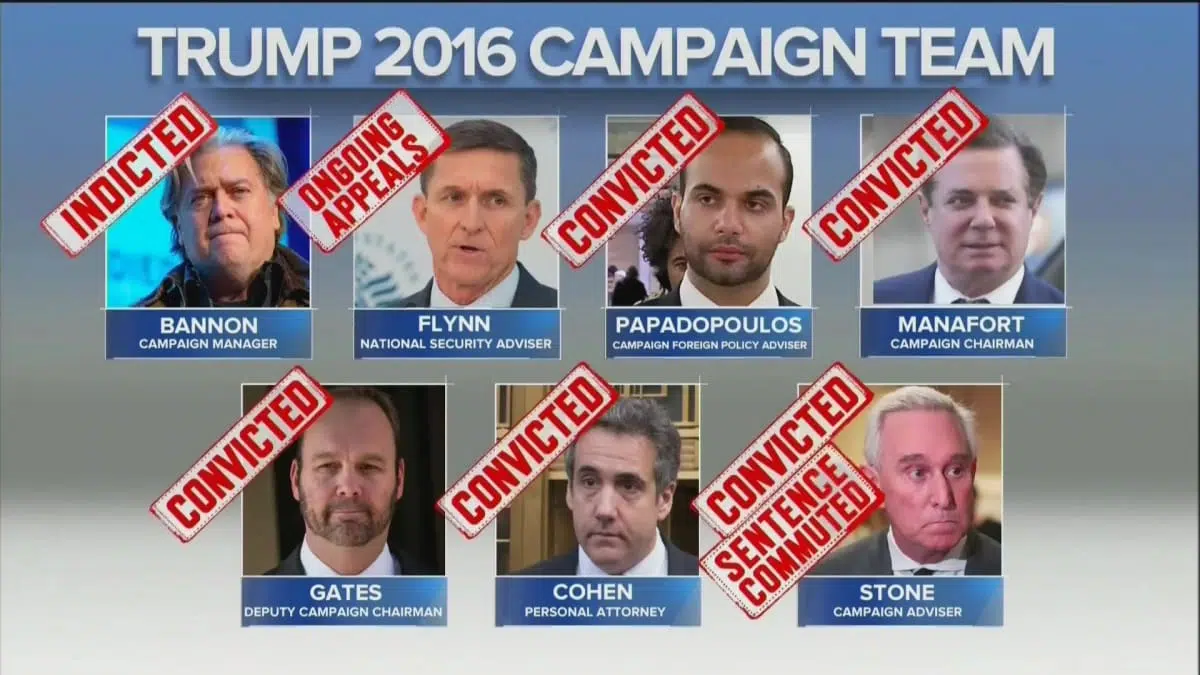 TRUMP 2016 CAMPAIGN TEAM
INDICTED
BANNON
CAMPAIGN MANAGER
ONGOING
APPEALS
FLYNN
NATIONAL SECURITY ADVISER
CONVICTED
PAPADOPOULOS
CAMPAIGN FOREIGN POLICY ADVISER
CONVICTED
MANAFORT
CAMPAIGN CHAIRMAN
CONVICTED
GATES
DEPUTY CAMPAIGN CHAIRMAN
CONVICTED
COHEN
PERSONAL ATTORNEY
CONVICTED
SENTENCE
COMMUTED
STONE
CAMPAIGN ADVISER